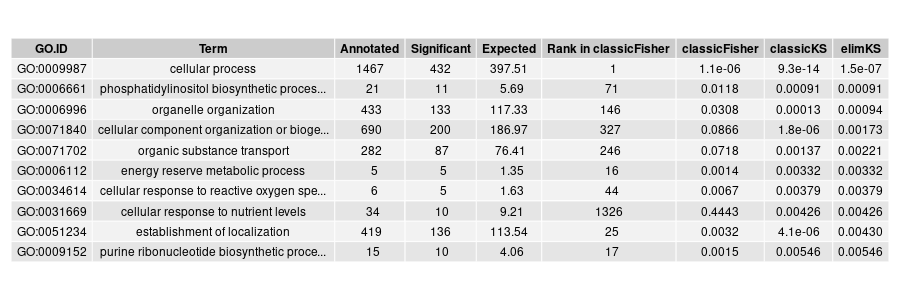 GO.ID Term Annotated Significant Expected Rank in classicFisher classicFisher classicKS elimKS
GO:0009987 cellular process 1467 432 397.51 1 1.1e-06 9.3e-14 1.5e-07
GO:0006661 phosphatidylinositol biosynthetic proces... 21 11 5.69 71 0.0118 0.00091 0.00091
GO:0006996 organelle organization 433 133 117.33 146 0.0308 0.00013 0.00094
GO:0071840 cellular component organization or bioge... 690 200 186.97 327 0.0866 1.8e-06 0.00173
GO:0071702 organic substance transport 282 87 76.41 246 0.0718 0.00137 0.00221
GO:0006112 energy reserve metabolic process 5 5 1.35 16 0.0014 0.00332 0.00332
GO:0034614 cellular response to reactive oxygen spe... 6 5 1.63 44 0.0067 0.00379 0.00379
GO:0031669 cellular response to nutrient levels 34 10 9.21 1326 0.4443 0.00426 0.00426
GO:0051234 establishment of localization 419 136 113.54 25 0.0032 4.1e-06 0.00430
GO:0009152 purine ribonucleotide biosynthetic proce... 15 10 4.06 17 0.0015 0.00546 0.00546